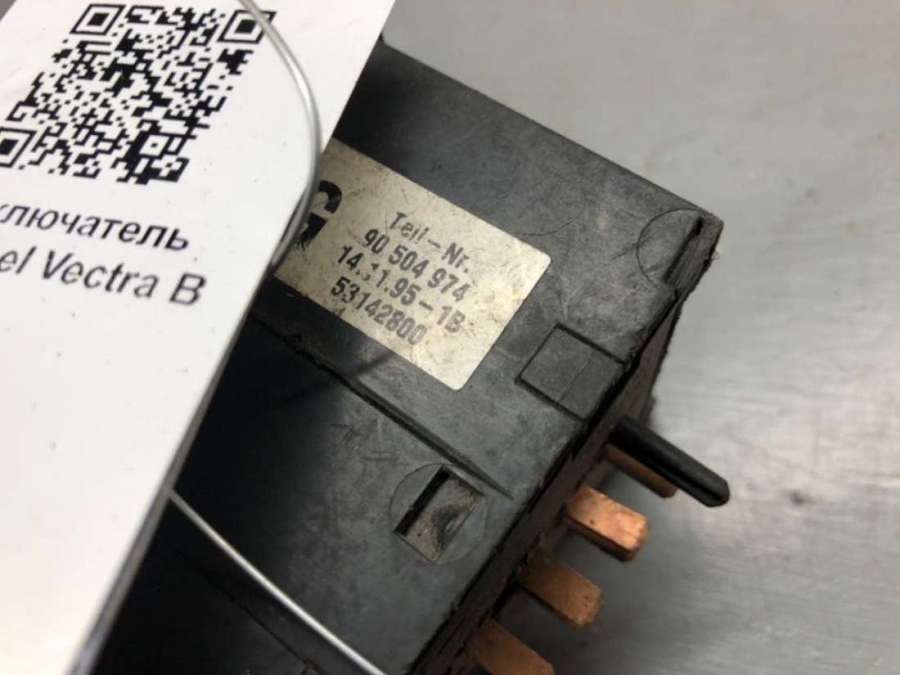 ключатель
el Vectra B
G
Teil-Nr.
90 504 974
14.11.95-1B
53142800